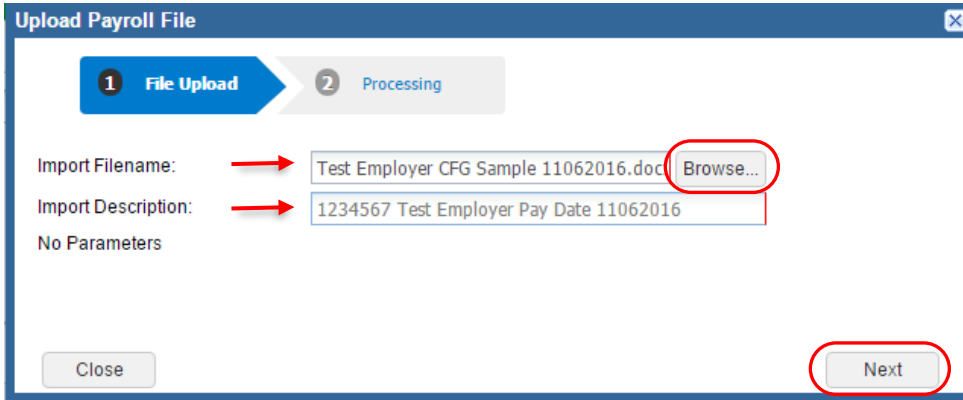 Upload Payroll File
1 File Upload 2 Processing
Import Filename: Test Employer CFG Sample 11062016.doc Browse...
Import Description: 1234567 Test Employer Pay Date 11062016
No Parameters
Close Next